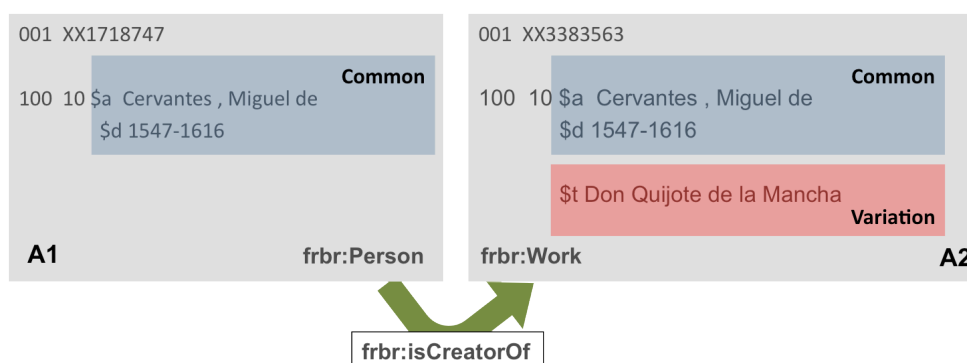 001 XX1718747
Common
100 10 $a Cervantes , Miguel de
$d 1547-1616
A1
frbr:Person
001 XX3383563
Common
100 10 $a Cervantes , Miguel de
$d 1547-1616
$t Don Quijote de la Mancha
Variation
frbr:Work
A2
frbr:isCreatorOf